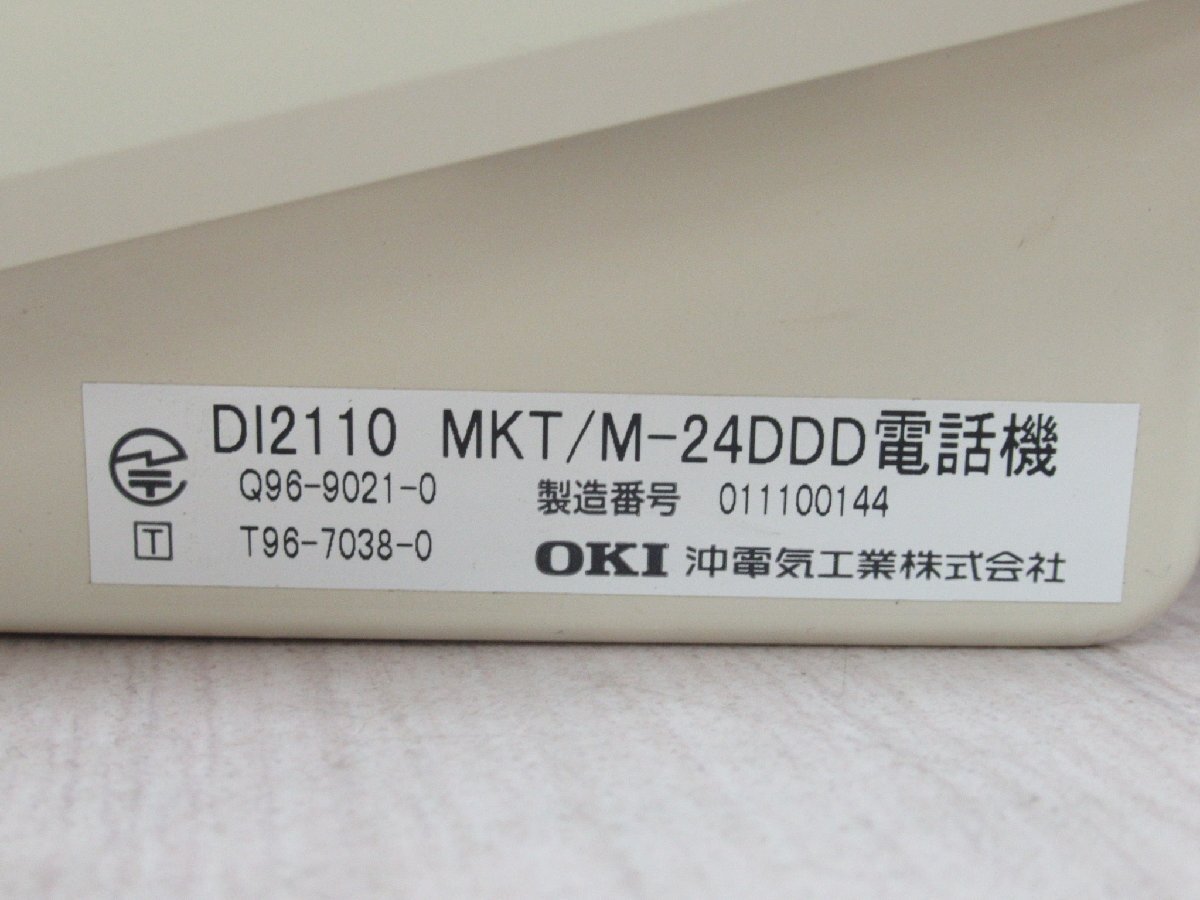 DI2110 MKT/M-24DDD電話機
Q96-9021-0 製造番号 011100144
T T96-7038-0 OKI 沖電気工業株式会社